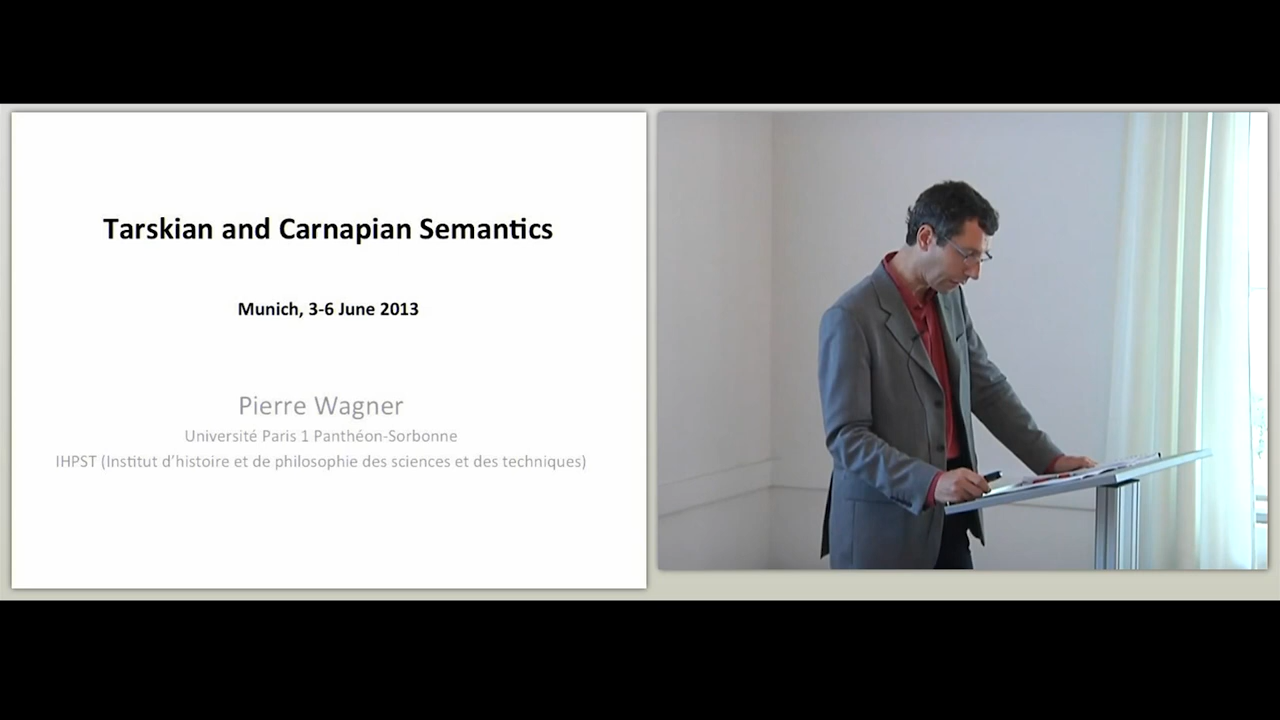 Tarskian and Carnapian Semantics
Munich, 3-6 June 2013
Pierre Wagner
Université Paris 1 Panthéon-Sorbonne
IHPST (Institut d'histoire et de philosophie des sciences et des techniques)